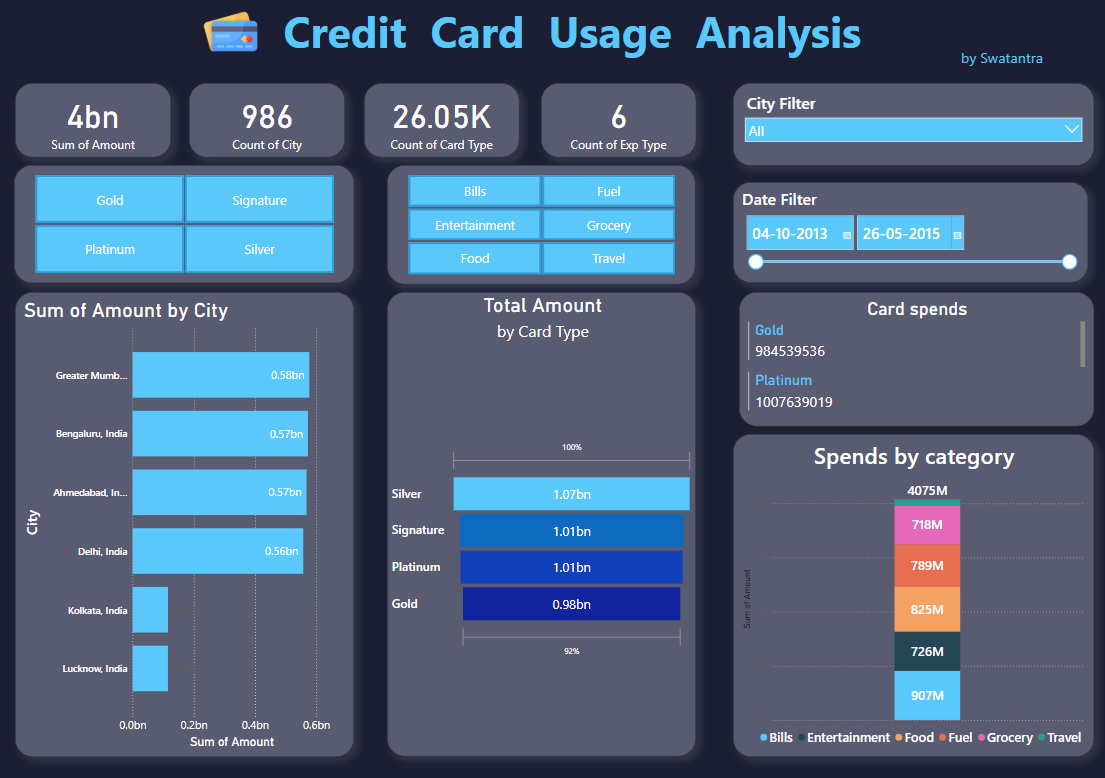 Credit Card Usage Analysis
by Swatantra
4bn
Sum of Amount
986
Count of City
26.05K
Count of Card Type
6
Count of Exp Type
City Filter
All
Gold
Signature
Platinum
Silver
Bills
Fuel
Entertainment
Grocery
Food
Travel
Date Filter
04-10-2013
26-05-2015
Sum of Amount by City
City
Greater Mumb...
0.58bn
Bengaluru, India
0.57bn
Ahmedabad, In...
0.57bn
Delhi, India
0.56bn
Kolkata, India
Lucknow, India
0.0bn 0.2bn 0.4bn 0.6bn
Sum of Amount
Total Amount
by Card Type
100%
Silver
1.07bn
Signature
1.01bn
Platinum
1.01bn
Gold
0.98bn
92%
Card spends
Gold
984539536
Platinum
1007639019
Spends by category
Sum of Amount
4075M
718M
789M
825M
726M
907M
Bills Entertainment Food Fuel Grocery Travel